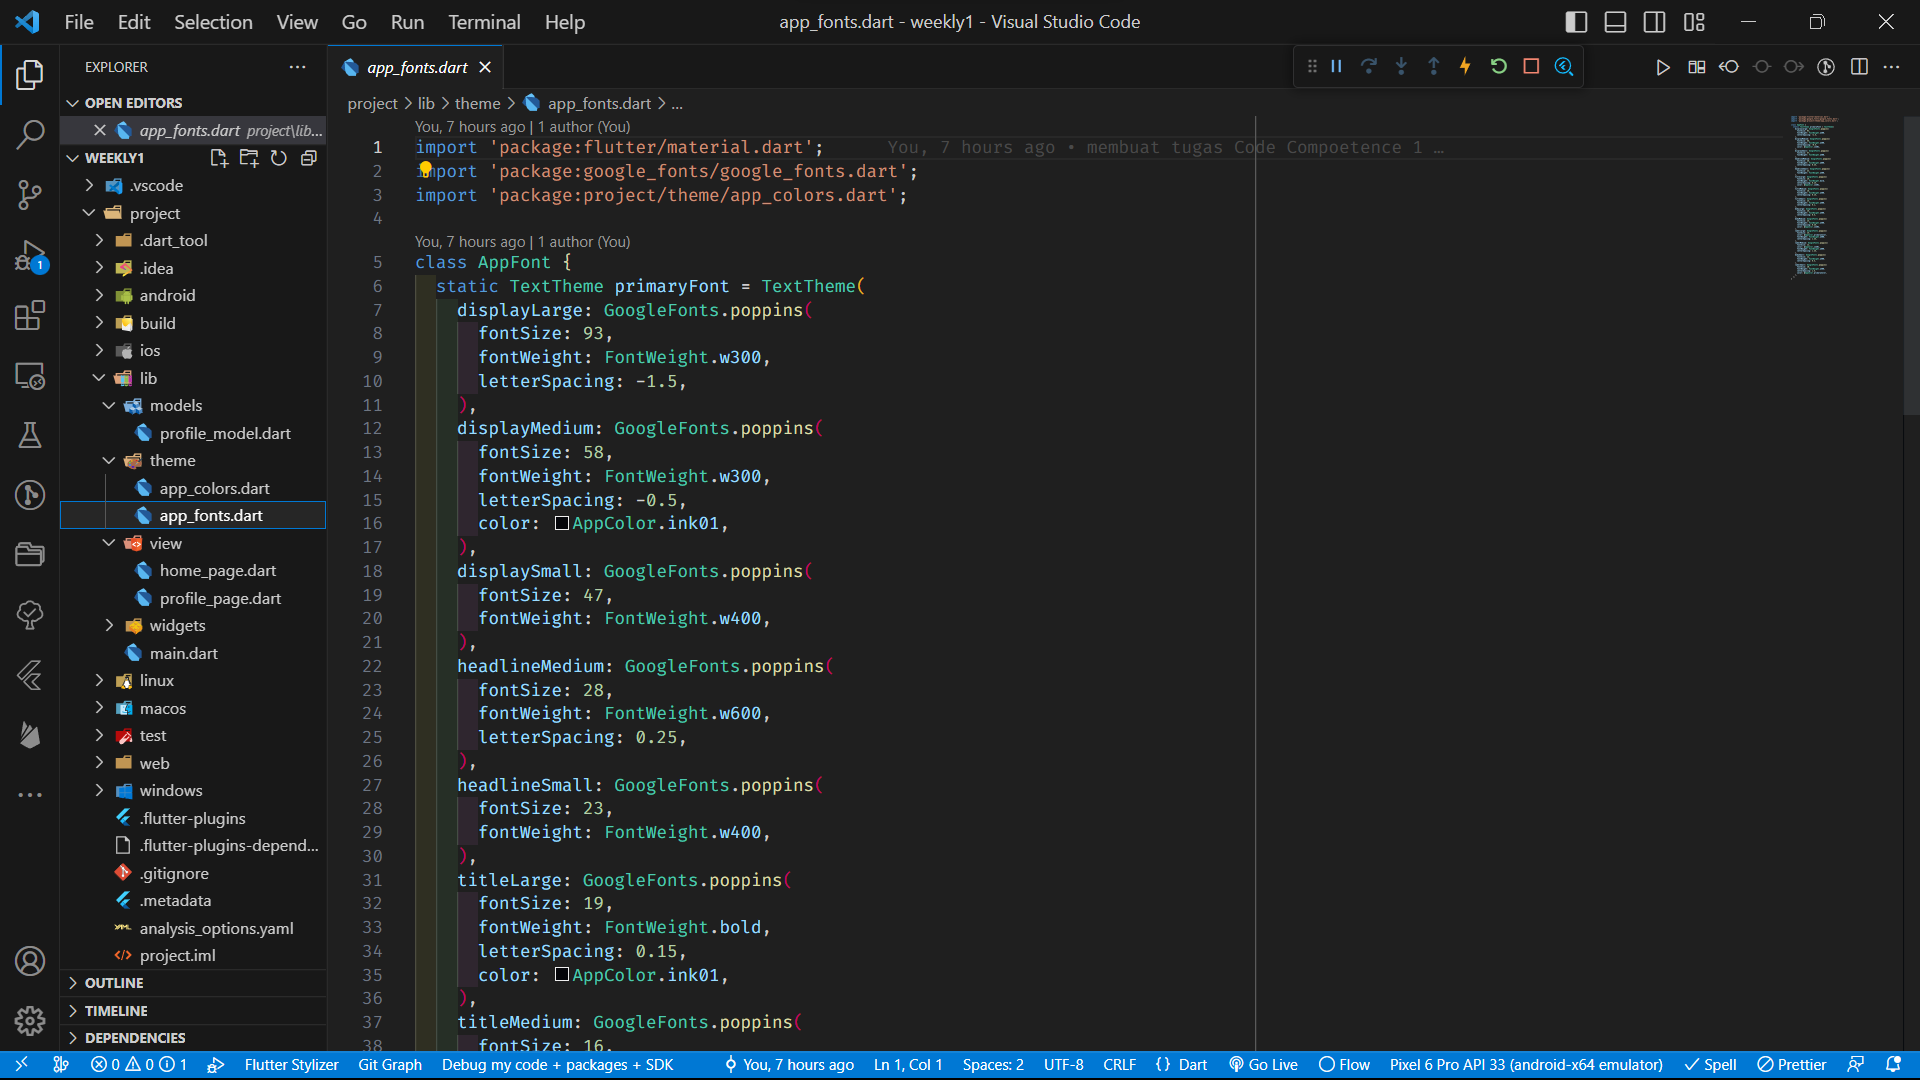 File Edit Selection View Go Run Terminal Help
app_fonts.dart - weekly1 - Visual Studio Code
EXPLORER
OPEN EDITORS
app_fonts.dart project\lib...
WEEKLY1
.vscode
project
.dart_tool
.idea
android
build
ios
lib
models
profile_model.dart
theme
app_colors.dart
app_fonts.dart
view
home_page.dart
profile_page.dart
widgets
main.dart
linux
macos
test
web
windows
.flutter-plugins
.flutter-plugins-depend...
.gitignore
.metadata
analysis_options.yaml
project.iml
OUTLINE
TIMELINE
DEPENDENCIES
1
app_fonts.dart
project > lib > theme > app_fonts.dart > ...
You, 7 hours ago | 1 author (You)
1 import 'package:flutter/material.dart'; You, 7 hours ago • membuat tugas Code Compoetence 1 …
2 import 'package:google_fonts/google_fonts.dart';
3 import 'package:project/theme/app_colors.dart';
4
You, 7 hours ago | 1 author (You)
5 class AppFont {
6 static TextTheme primaryFont = TextTheme(
7 displayLarge: GoogleFonts.poppins(
8 fontSize: 93,
9 fontWeight: FontWeight.w300,
10 letterSpacing: -1.5,
11 ),
12 displayMedium: GoogleFonts.poppins(
13 fontSize: 58,
14 fontWeight: FontWeight.w300,
15 letterSpacing: -0.5,
16 color: AppColor.ink01,
17 ),
18 displaySmall: GoogleFonts.poppins(
19 fontSize: 47,
20 fontWeight: FontWeight.w400,
21 ),
22 headlineMedium: GoogleFonts.poppins(
23 fontSize: 28,
24 fontWeight: FontWeight.w600,
25 letterSpacing: 0.25,
26 ),
27 headlineSmall: GoogleFonts.poppins(
28 fontSize: 23,
29 fontWeight: FontWeight.w400,
30 ),
31 titleLarge: GoogleFonts.poppins(
32 fontSize: 19,
33 fontWeight: FontWeight.bold,
34 letterSpacing: 0.15,
35 color: AppColor.ink01,
36 ),
37 titleMedium: GoogleFonts.poppins(
38 fontSize: 16,
0 0 1 Flutter Stylizer Git Graph Debug my code + packages + SDK You, 7 hours ago Ln 1, Col 1 Spaces: 2 UTF-8 CRLF {} Dart Go Live Flow Pixel 6 Pro API 33 (android-x64 emulator) Spell Prettier